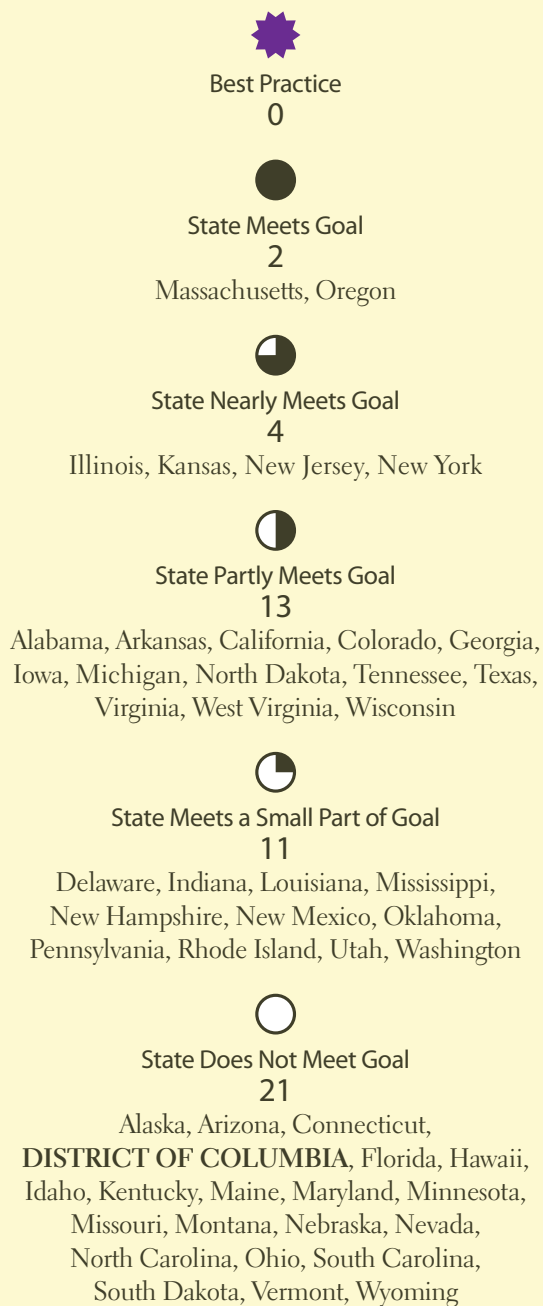 Best Practice
0
State Meets Goal
2
Massachusetts, Oregon
State Nearly Meets Goal
4
Illinois, Kansas, New Jersey, New York
State Partly Meets Goal
13
Alabama, Arkansas, California, Colorado, Georgia,
Iowa, Michigan, North Dakota, Tennessee, Texas,
Virginia, West Virginia, Wisconsin
State Meets a Small Part of Goal
11
Delaware, Indiana, Louisiana, Mississippi,
New Hampshire, New Mexico, Oklahoma,
Pennsylvania, Rhode Island, Utah, Washington
State Does Not Meet Goal
21
Alaska, Arizona, Connecticut,
DISTRICT OF COLUMBIA, Florida, Hawaii,
Idaho, Kentucky, Maine, Maryland, Minnesota,
Missouri, Montana, Nebraska, Nevada,
North Carolina, Ohio, South Carolina,
South Dakota, Vermont, Wyoming